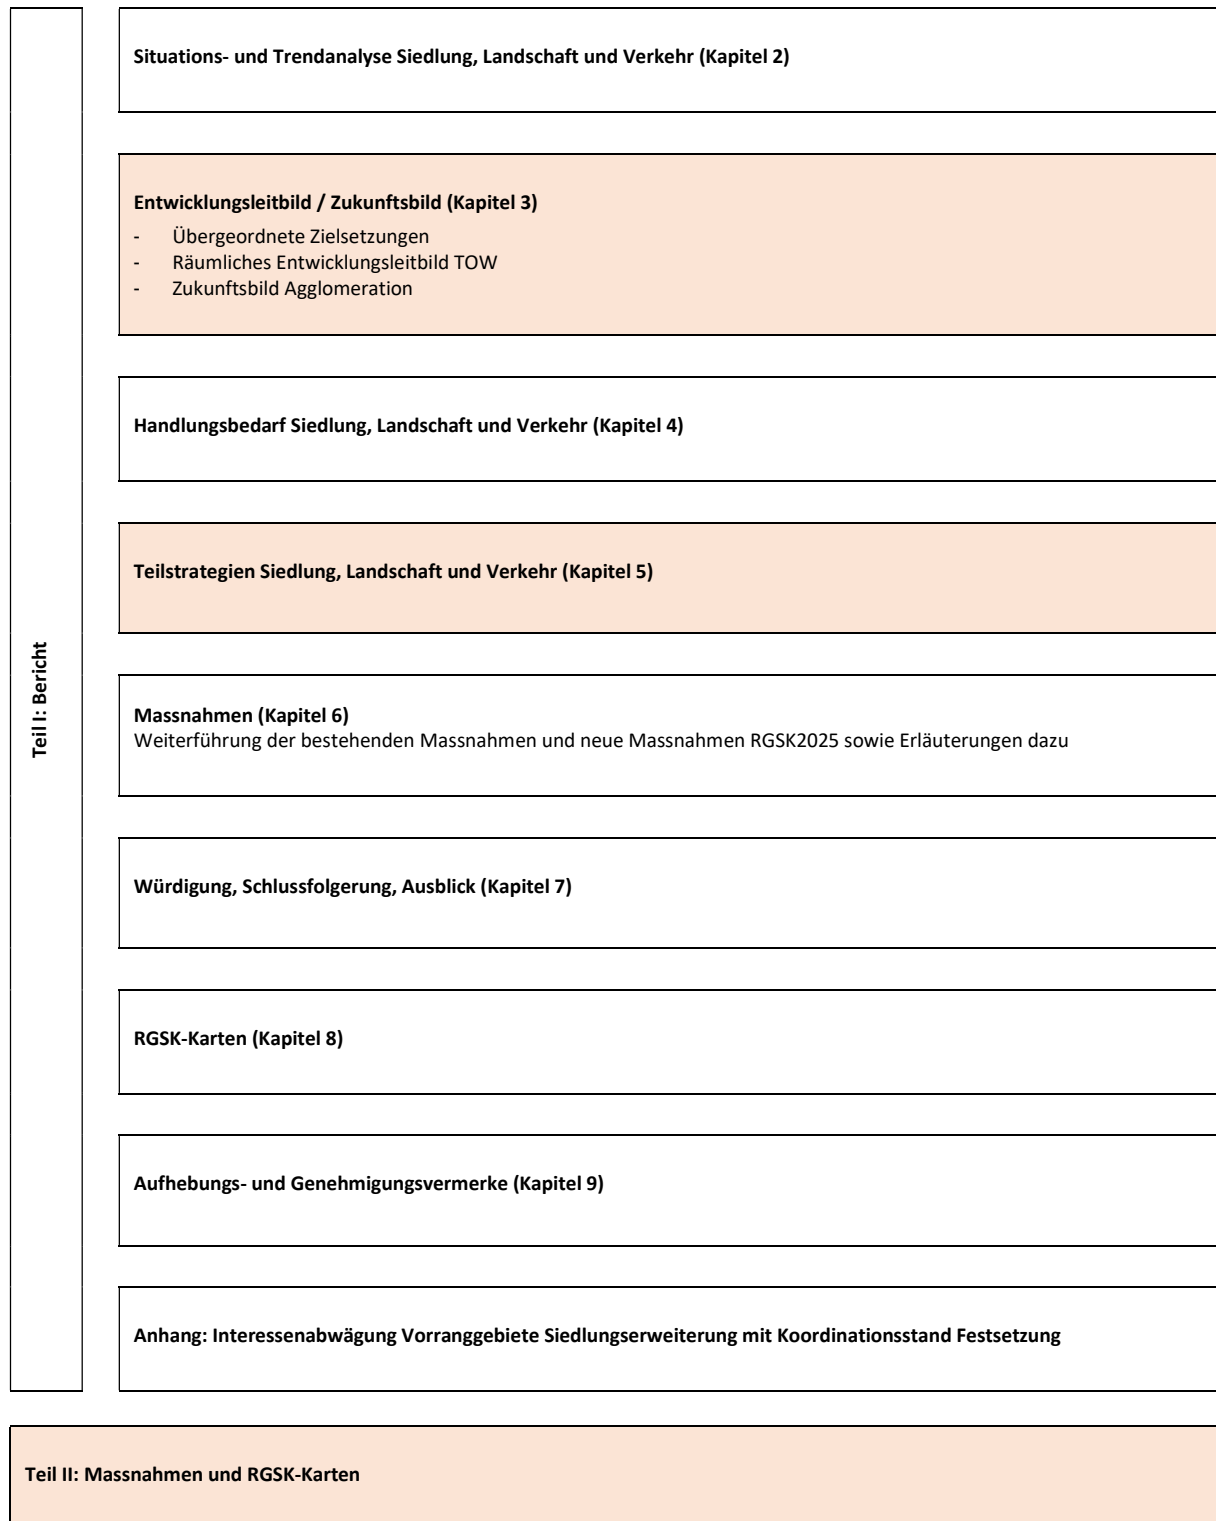 Situations- und Trendanalyse Siedlung, Landschaft und Verkehr (Kapitel 2)
Entwicklungsleitbild / Zukunftsbild (Kapitel 3)
- Übergeordnete Zielsetzungen
- Räumliches Entwicklungsleitbild TOW
- Zukunftsbild Agglomeration
Handlungsbedarf Siedlung, Landschaft und Verkehr (Kapitel 4)
Teilstrategien Siedlung, Landschaft und Verkehr (Kapitel 5)
Teil I: Bericht
Massnahmen (Kapitel 6)
Weiterführung der bestehenden Massnahmen und neue Massnahmen RGSK2025 sowie Erläuterungen dazu
Würdigung, Schlussfolgerung, Ausblick (Kapitel 7)
RGSK-Karten (Kapitel 8)
Aufhebungs- und Genehmigungsvermerke (Kapitel 9)
Anhang: Interessenabwägung Vorranggebiete Siedlungserweiterung mit Koordinationsstand Festsetzung
Teil II: Massnahmen und RGSK-Karten